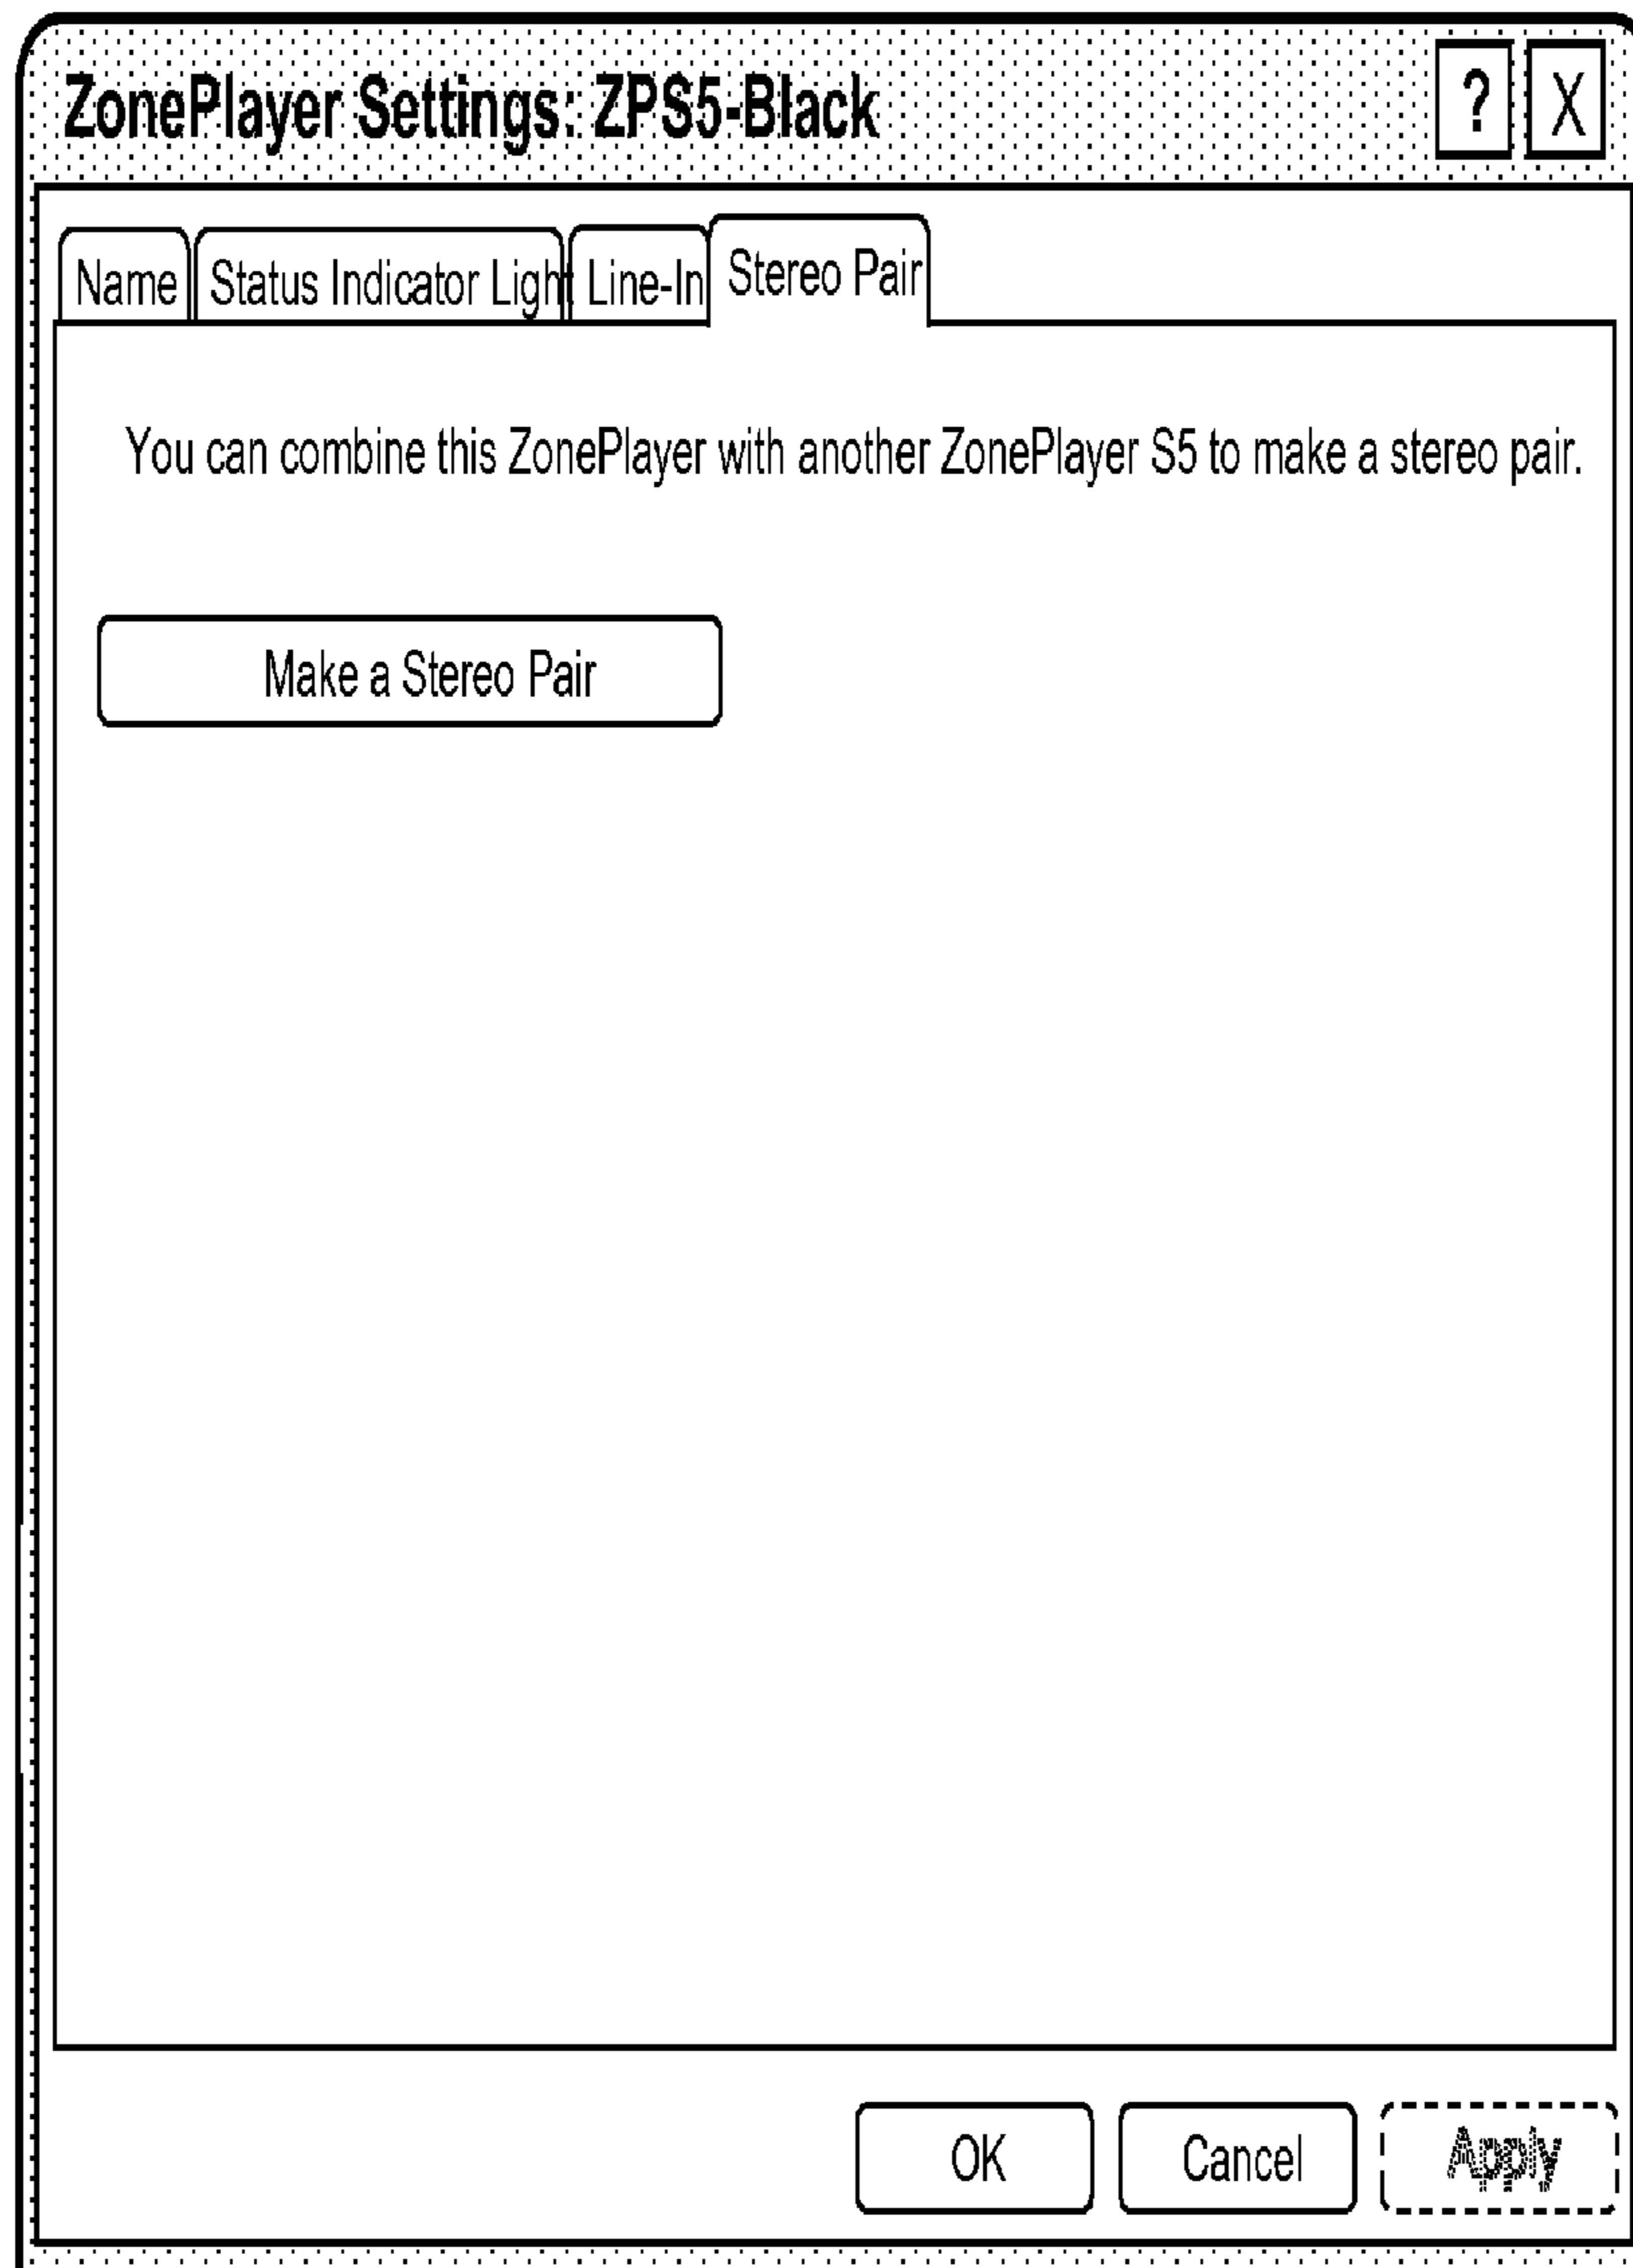 ZonePlayer Settings: ZPS5-Black ? X
Name Status Indicator Light Line-In Stereo Pair
You can combine this ZonePlayer with another ZonePlayer S5 to make a stereo pair.
Make a Stereo Pair
OK Cancel Apply